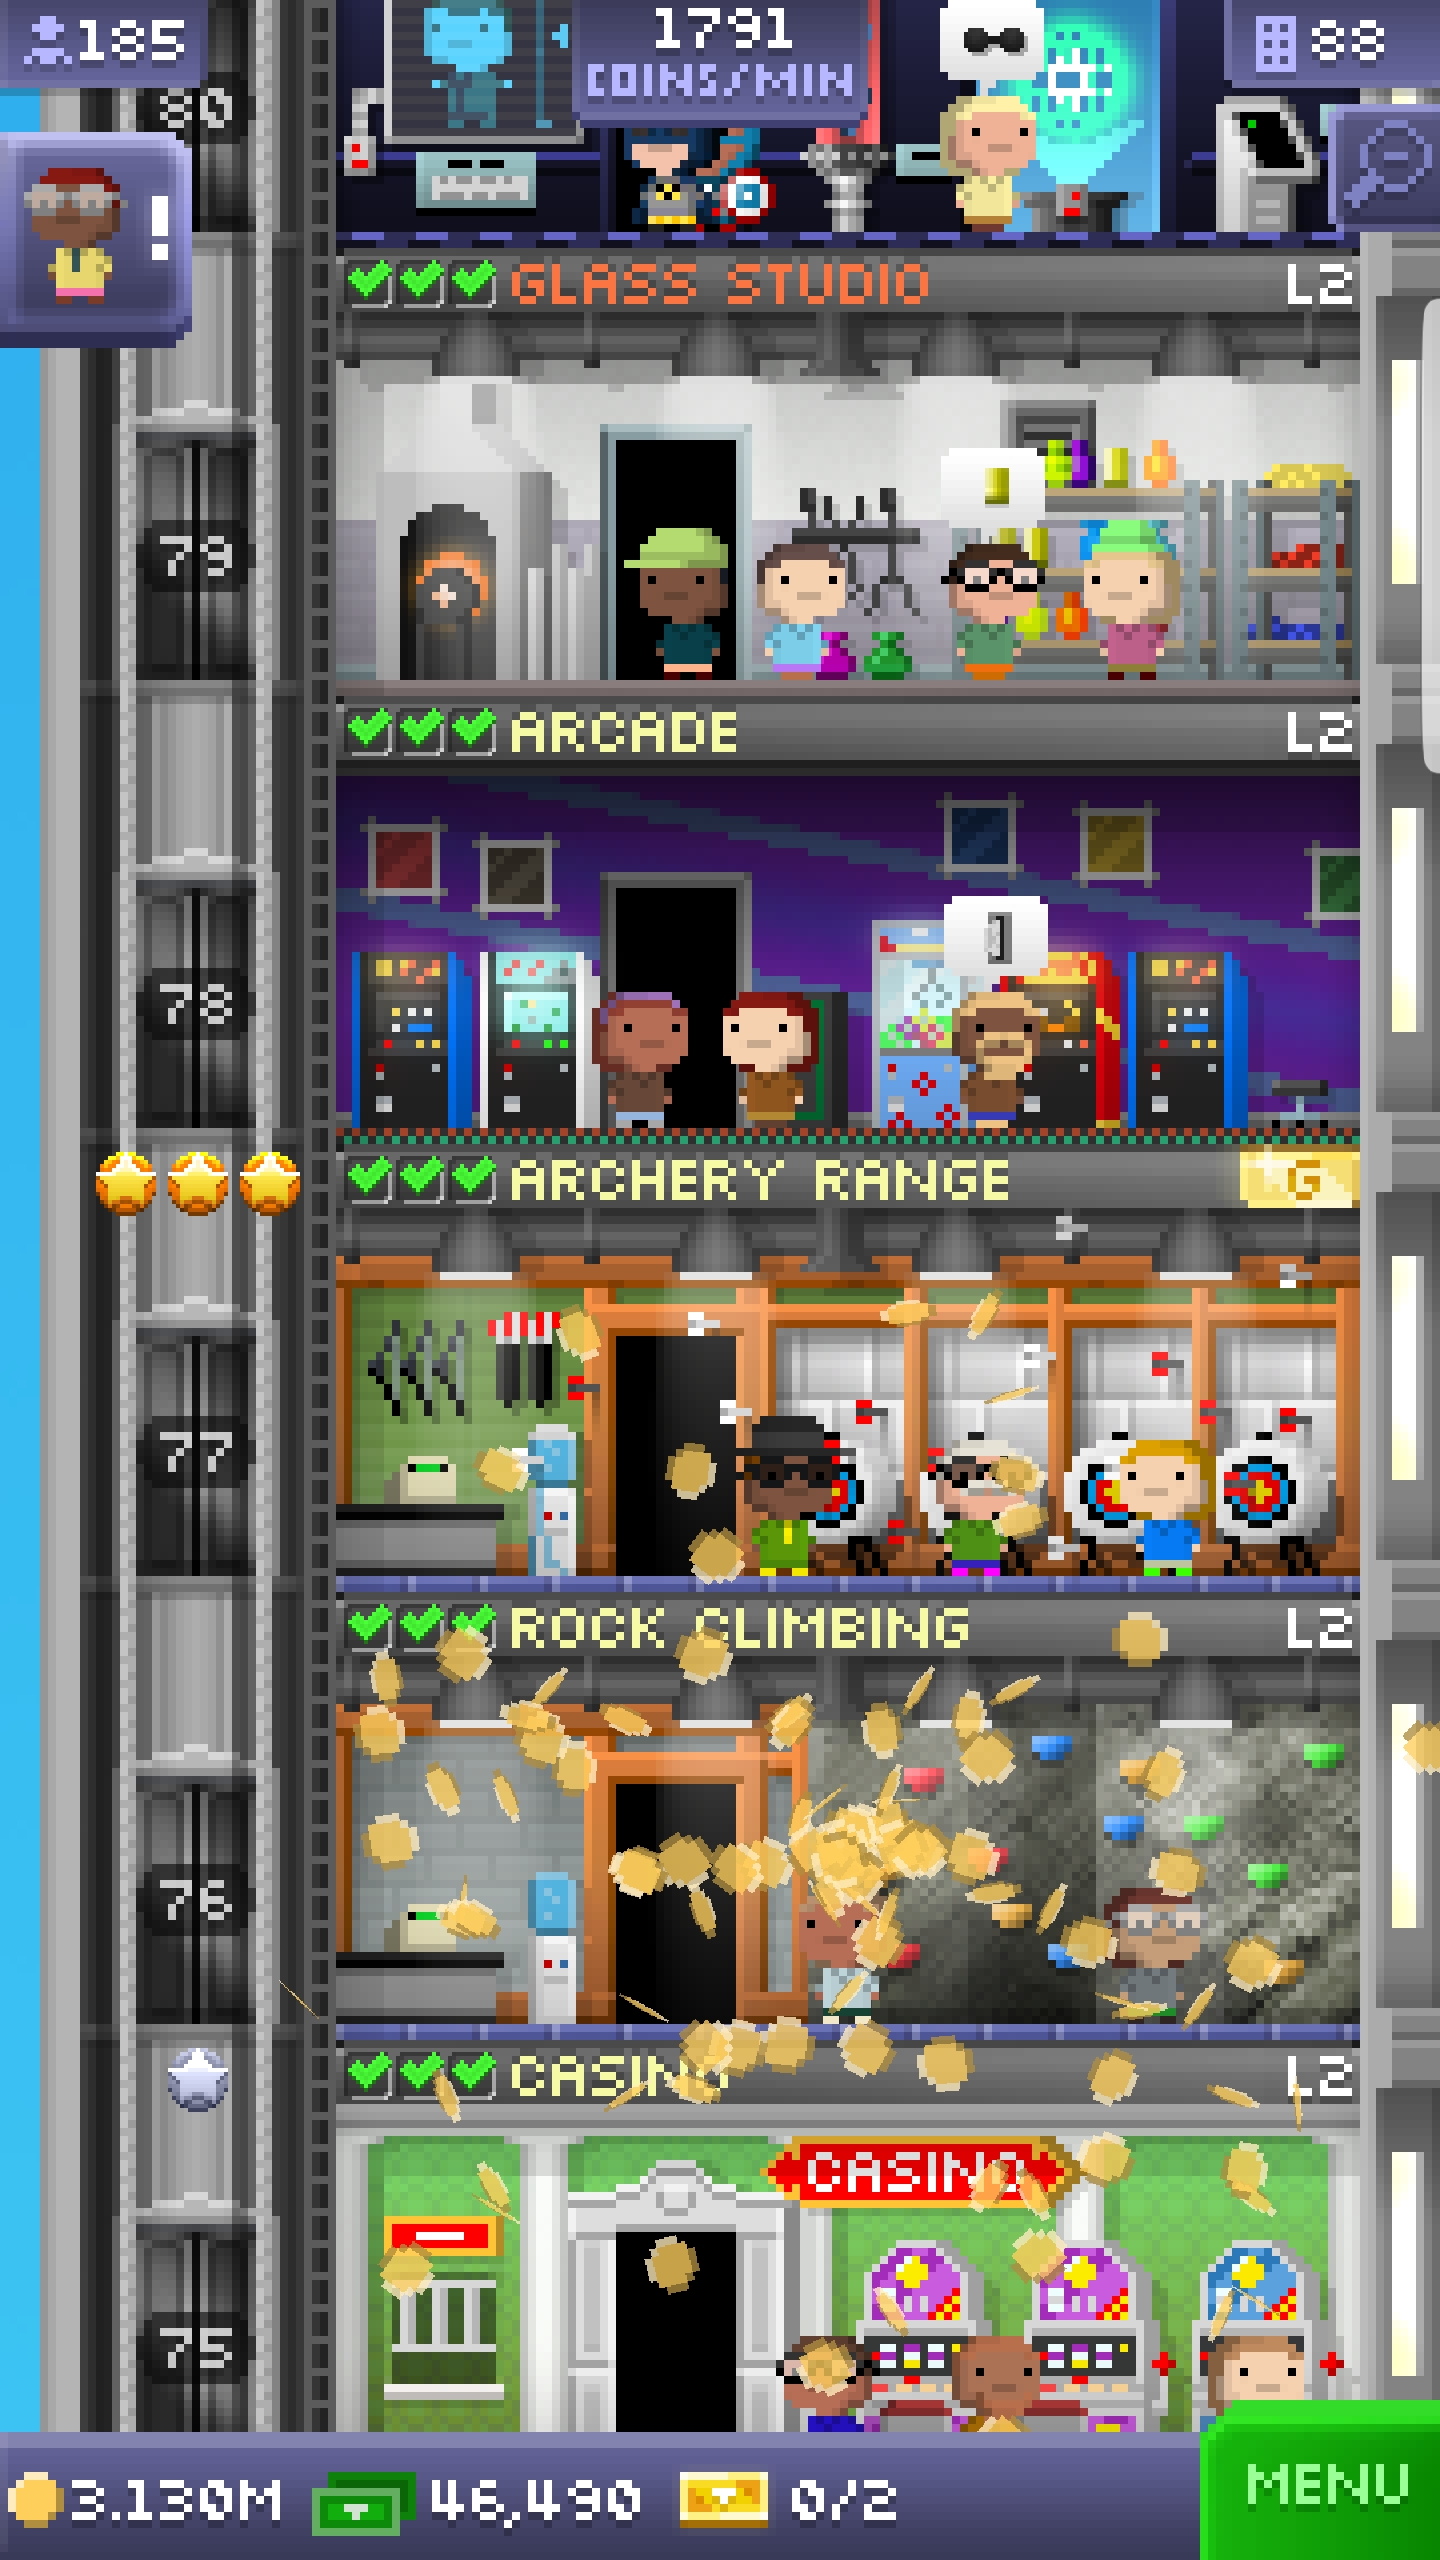 185
1791
COINS/MIN
88
80
!
GLASS STUDIO L2
79
ARCADE L2
78
ARCHERY RANGE G
77
ROCK CLIMBING L2
76
CASINO L2
CASINO
75
3.130M 46,490 0/2 MENU